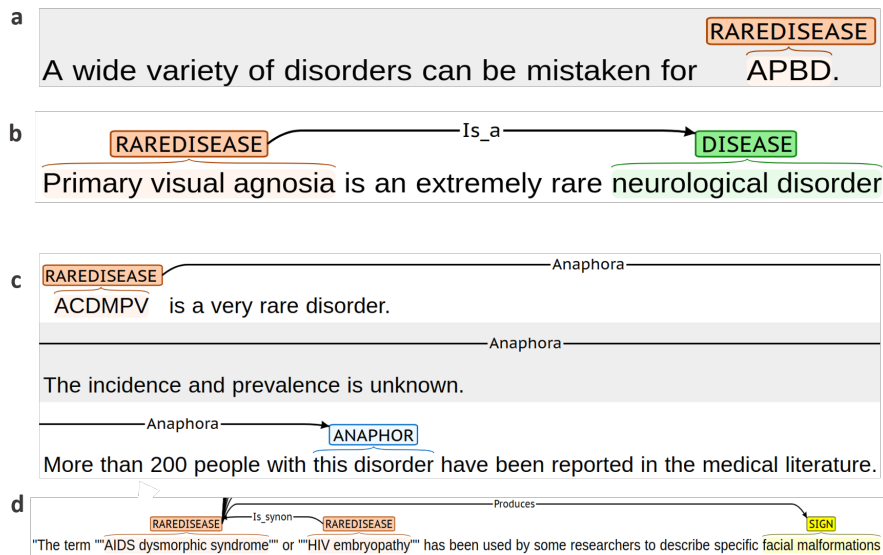 a
RAREDISEASE
A wide variety of disorders can be mistaken for APBD.
b
RAREDISEASE Is_a DISEASE
Primary visual agnosia is an extremely rare neurological disorder
c
Anaphora
RAREDISEASE
ACDMPV is a very rare disorder.
Anaphora
The incidence and prevalence is unknown.
Anaphora
ANAPHOR
More than 200 people with this disorder have been reported in the medical literature.
d
Produces
RAREDISEASE Is_synon RAREDISEASE SIGN
"The term ""AIDS dysmorphic syndrome"" or ""HIV embryopathy"" has been used by some researchers to describe specific facial malformations